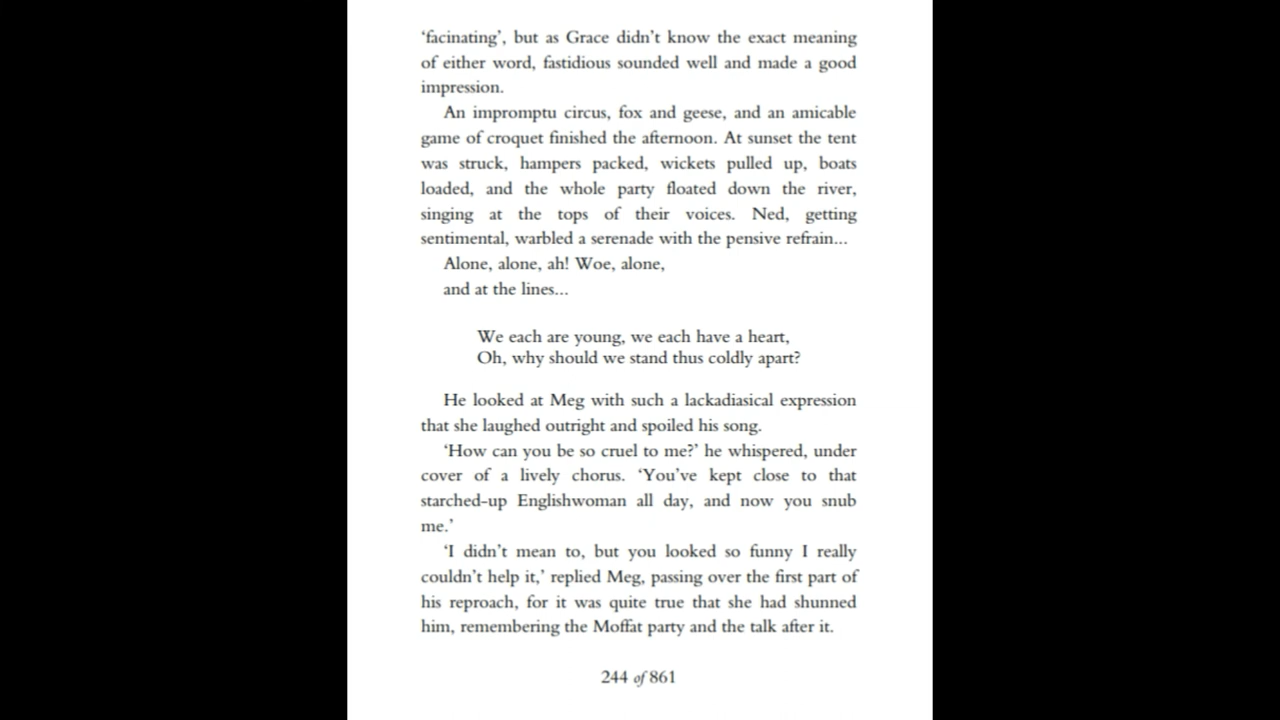 ‘facinating’, but as Grace didn’t know the exact meaning
of either word, fastidious sounded well and made a good
impression.
An impromptu circus, fox and geese, and an amicable
game of croquet finished the afternoon. At sunset the tent
was struck, hampers packed, wickets pulled up, boats
loaded, and the whole party floated down the river,
singing at the tops of their voices. Ned, getting
sentimental, warbled a serenade with the pensive refrain...
Alone, alone, ah! Woe, alone,
and at the lines...
We each are young, we each have a heart,
Oh, why should we stand thus coldly apart?
He looked at Meg with such a lackadiasical expression
that she laughed outright and spoiled his song.
‘How can you be so cruel to me?’ he whispered, under
cover of a lively chorus. ‘You’ve kept close to that
starched-up Englishwoman all day, and now you snub
me.’
‘I didn’t mean to, but you looked so funny I really
couldn’t help it,’ replied Meg, passing over the first part of
his reproach, for it was quite true that she had shunned
him, remembering the Moffat party and the talk after it.
244 of 861